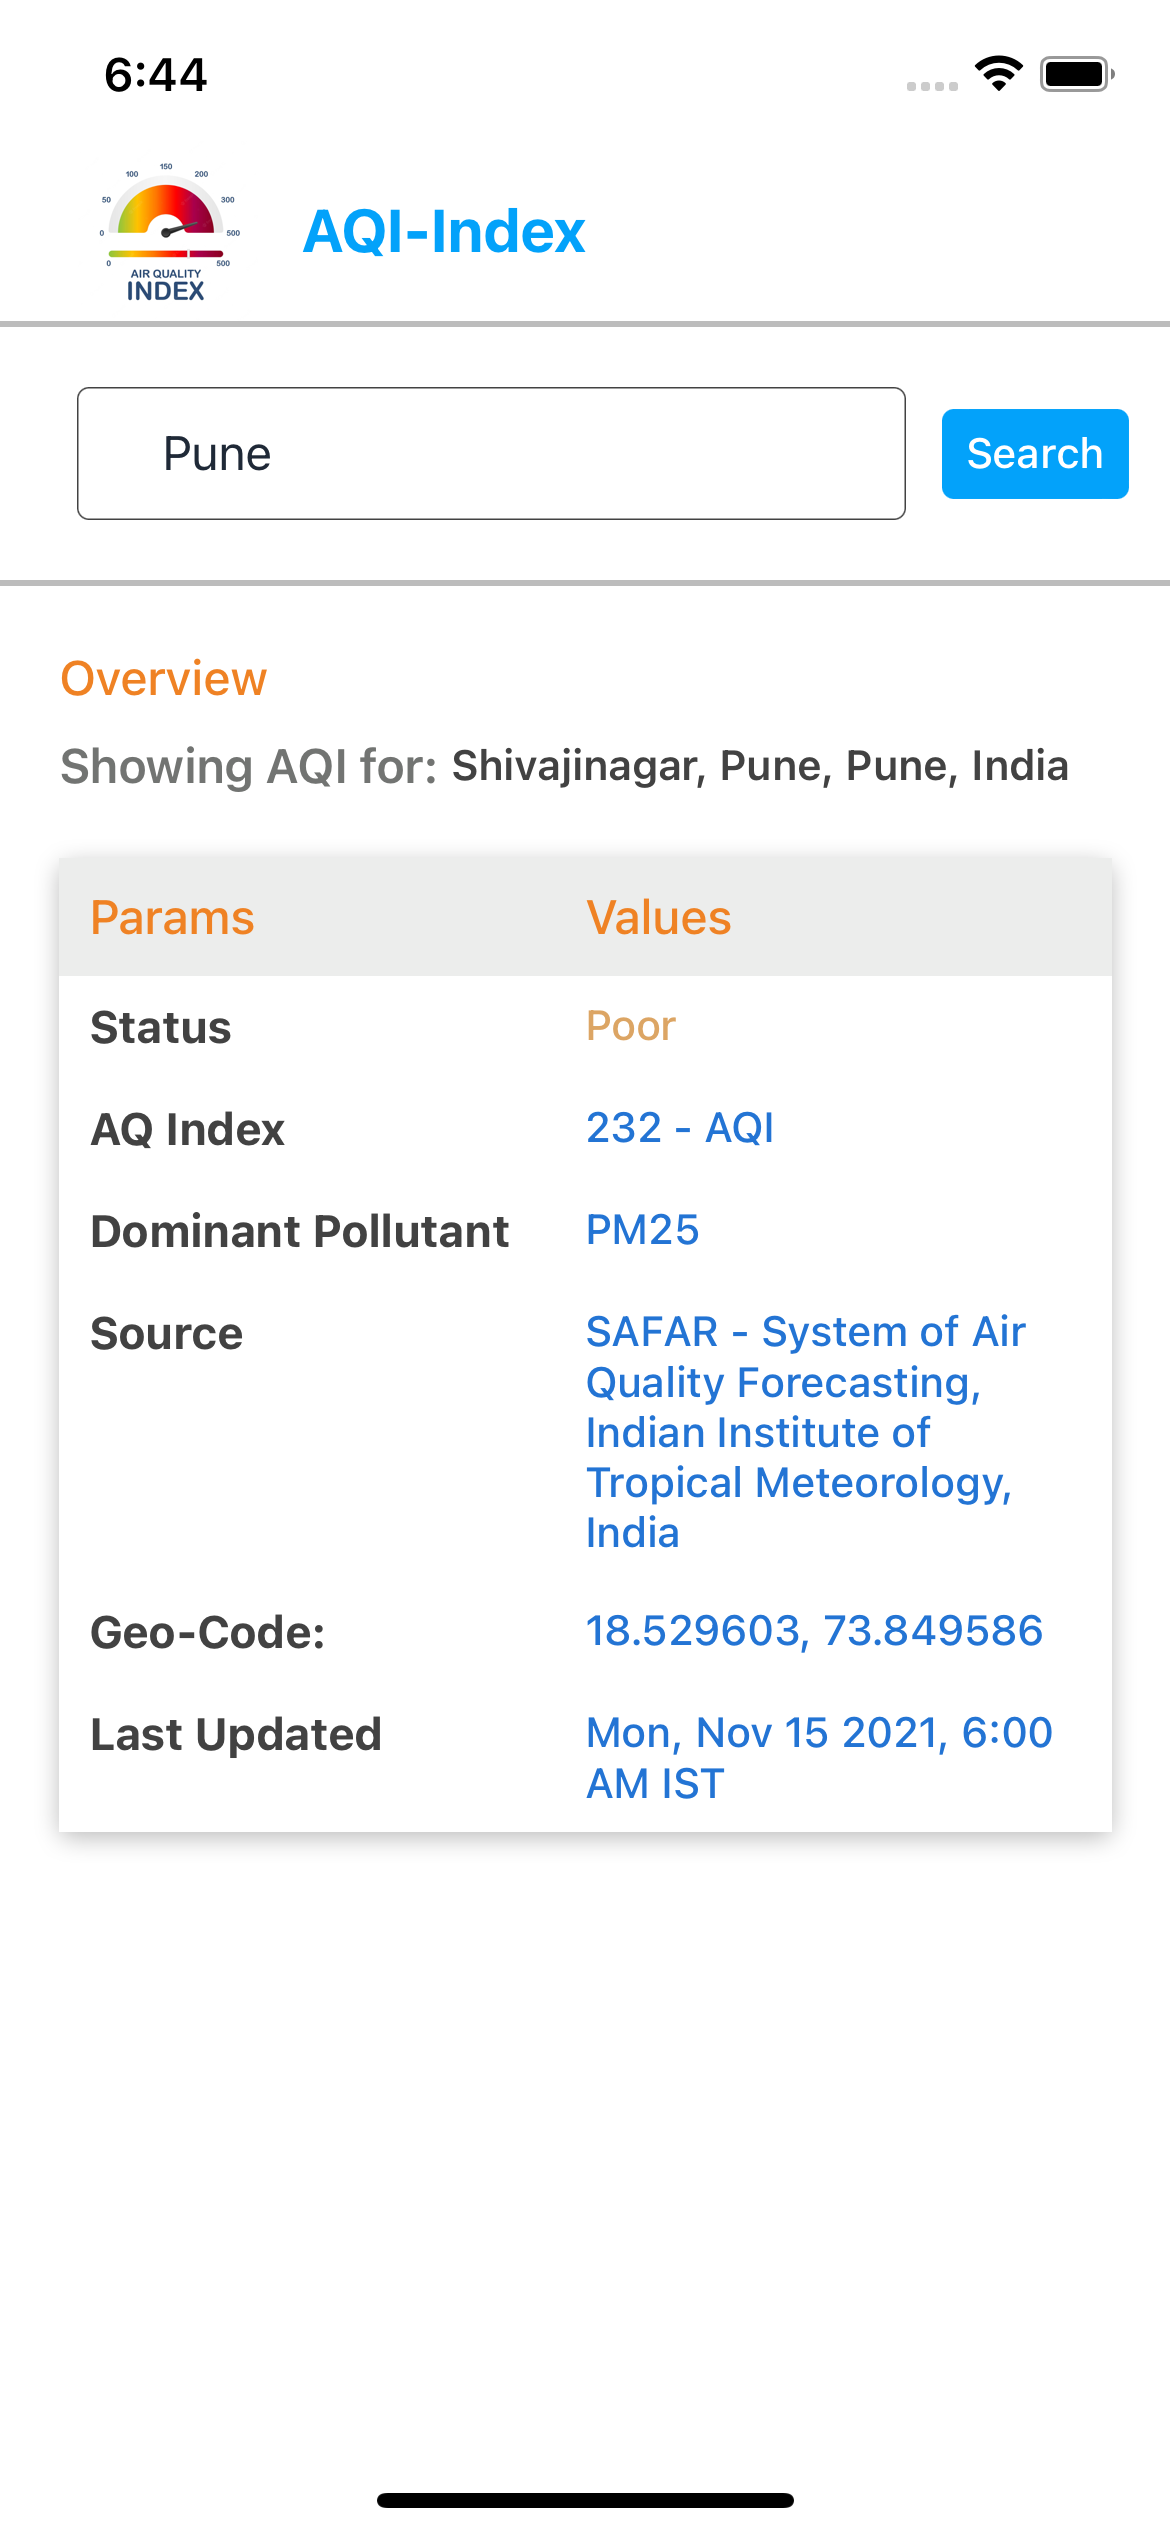 6:44
150
100 200
50 300
0 500
0 500
AIR QUALITY
INDEX
AQI-Index
Pune
Search
Overview
Showing AQI for: Shivajinagar, Pune, Pune, India
Params Values
Status Poor
AQ Index 232 - AQI
Dominant Pollutant PM25
Source SAFAR - System of Air
Quality Forecasting,
Indian Institute of
Tropical Meteorology,
India
Geo-Code: 18.529603, 73.849586
Last Updated Mon, Nov 15 2021, 6:00
AM IST